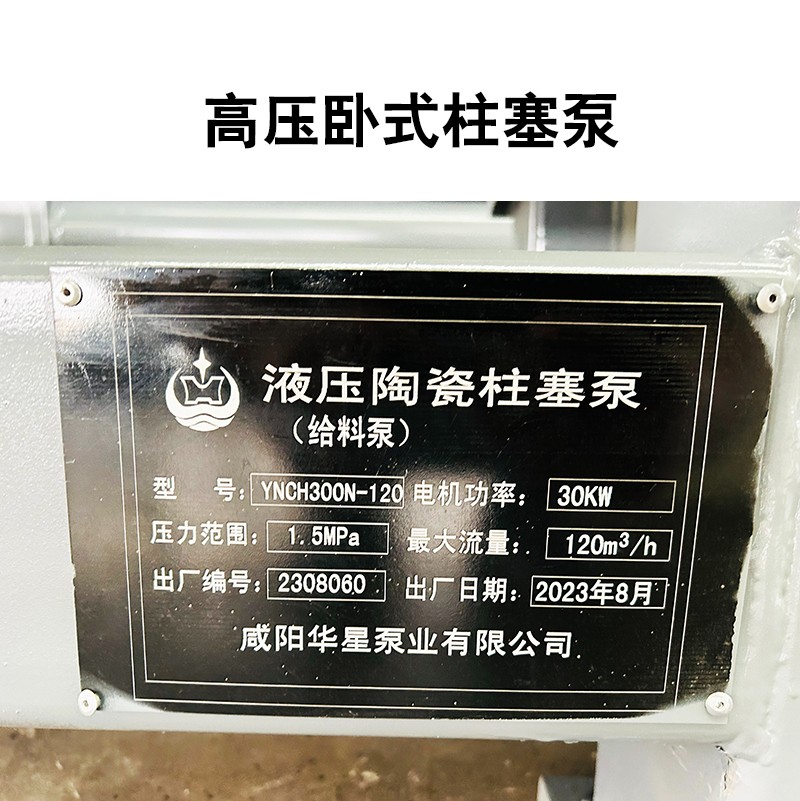 高压卧式柱塞泵
液压陶瓷柱塞泵
（给料泵）
型 号： YNCH300N-120 电机功率： 30KW
压力范围： 1.5MPa 最大流量： 120m³/h
出厂编号： 2308060 出厂日期： 2023年8月
咸阳华星泵业有限公司